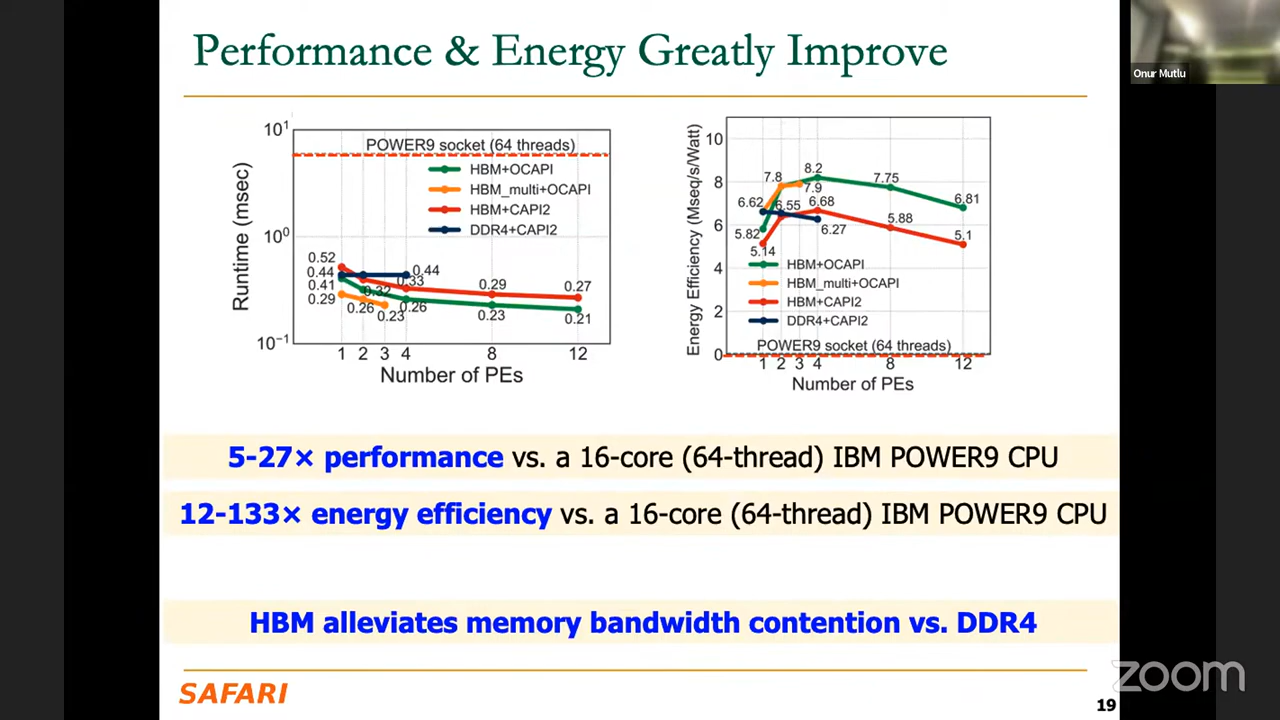 Performance & Energy Greatly Improve
Onur Mutlu
10¹
10⁰
10⁻¹
Runtime (msec)
POWER9 socket (64 threads)
HBM+OCAPI
HBM_multi+OCAPI
HBM+CAPI2
DDR4+CAPI2
0.52
0.44
0.41
0.29
0.32
0.26
0.23
0.44
0.33
0.26
0.29
0.23
0.27
0.21
1 2 3 4 8 12
Number of PEs
10
8
6
4
2
0
Energy Efficiency (Mseq/s/Watt)
7.8
8.2
7.9
7.75
6.81
6.62
6.55
6.68
6.27
5.88
5.82
5.14
5.1
HBM+OCAPI
HBM_multi+OCAPI
HBM+CAPI2
DDR4+CAPI2
POWER9 socket (64 threads)
1 2 3 4 8 12
Number of PEs
5-27× performance vs. a 16-core (64-thread) IBM POWER9 CPU
12-133× energy efficiency vs. a 16-core (64-thread) IBM POWER9 CPU
HBM alleviates memory bandwidth contention vs. DDR4
SAFARI
zoom
19